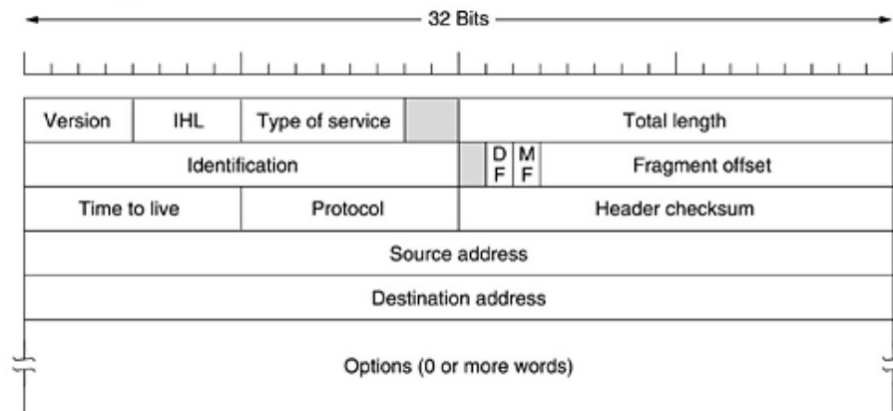 32 Bits
Version IHL Type of service Total length
Identification D F M F Fragment offset
Time to live Protocol Header checksum
Source address
Destination address
Options (0 or more words)